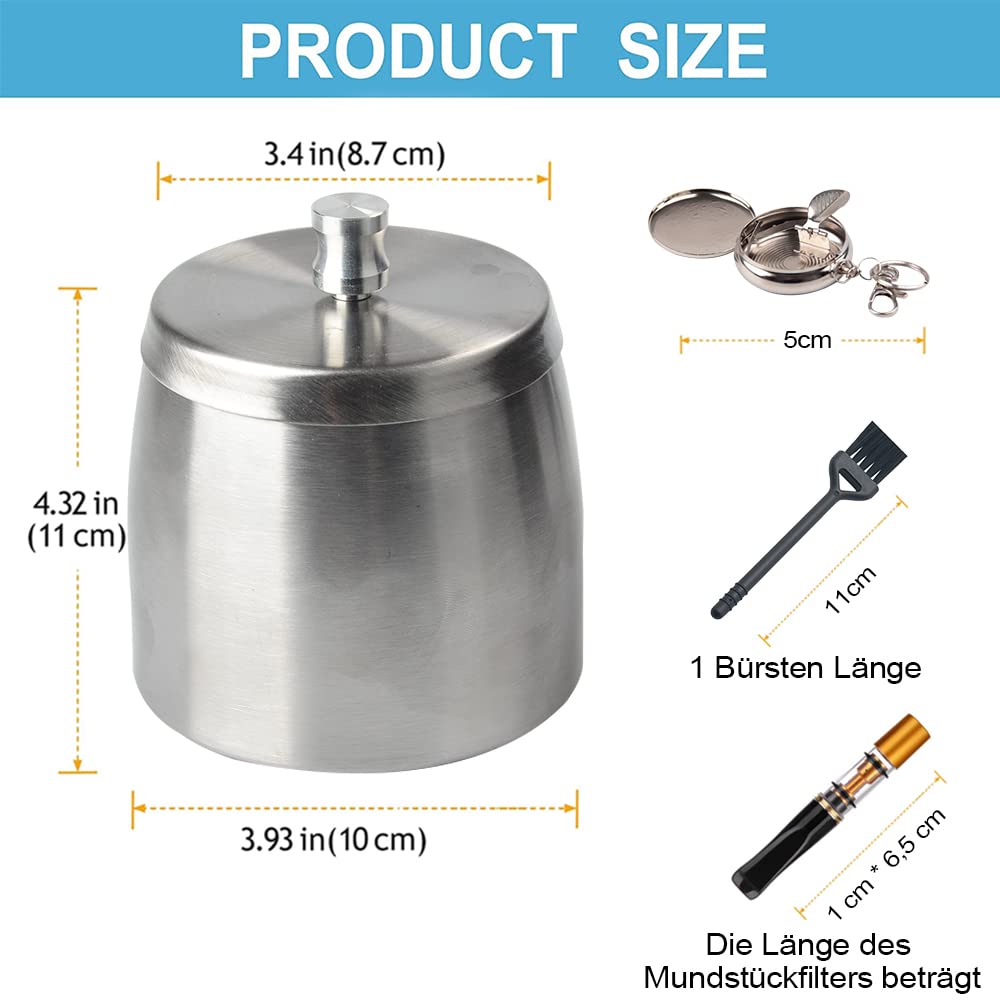 PRODUCT SIZE
3.4 in(8.7 cm)
4.32 in
(11 cm)
3.93 in(10 cm)
5cm
11cm
1 Bürsten Länge
1 cm * 6,5 cm
Die Länge des
Mundstückfilters beträgt